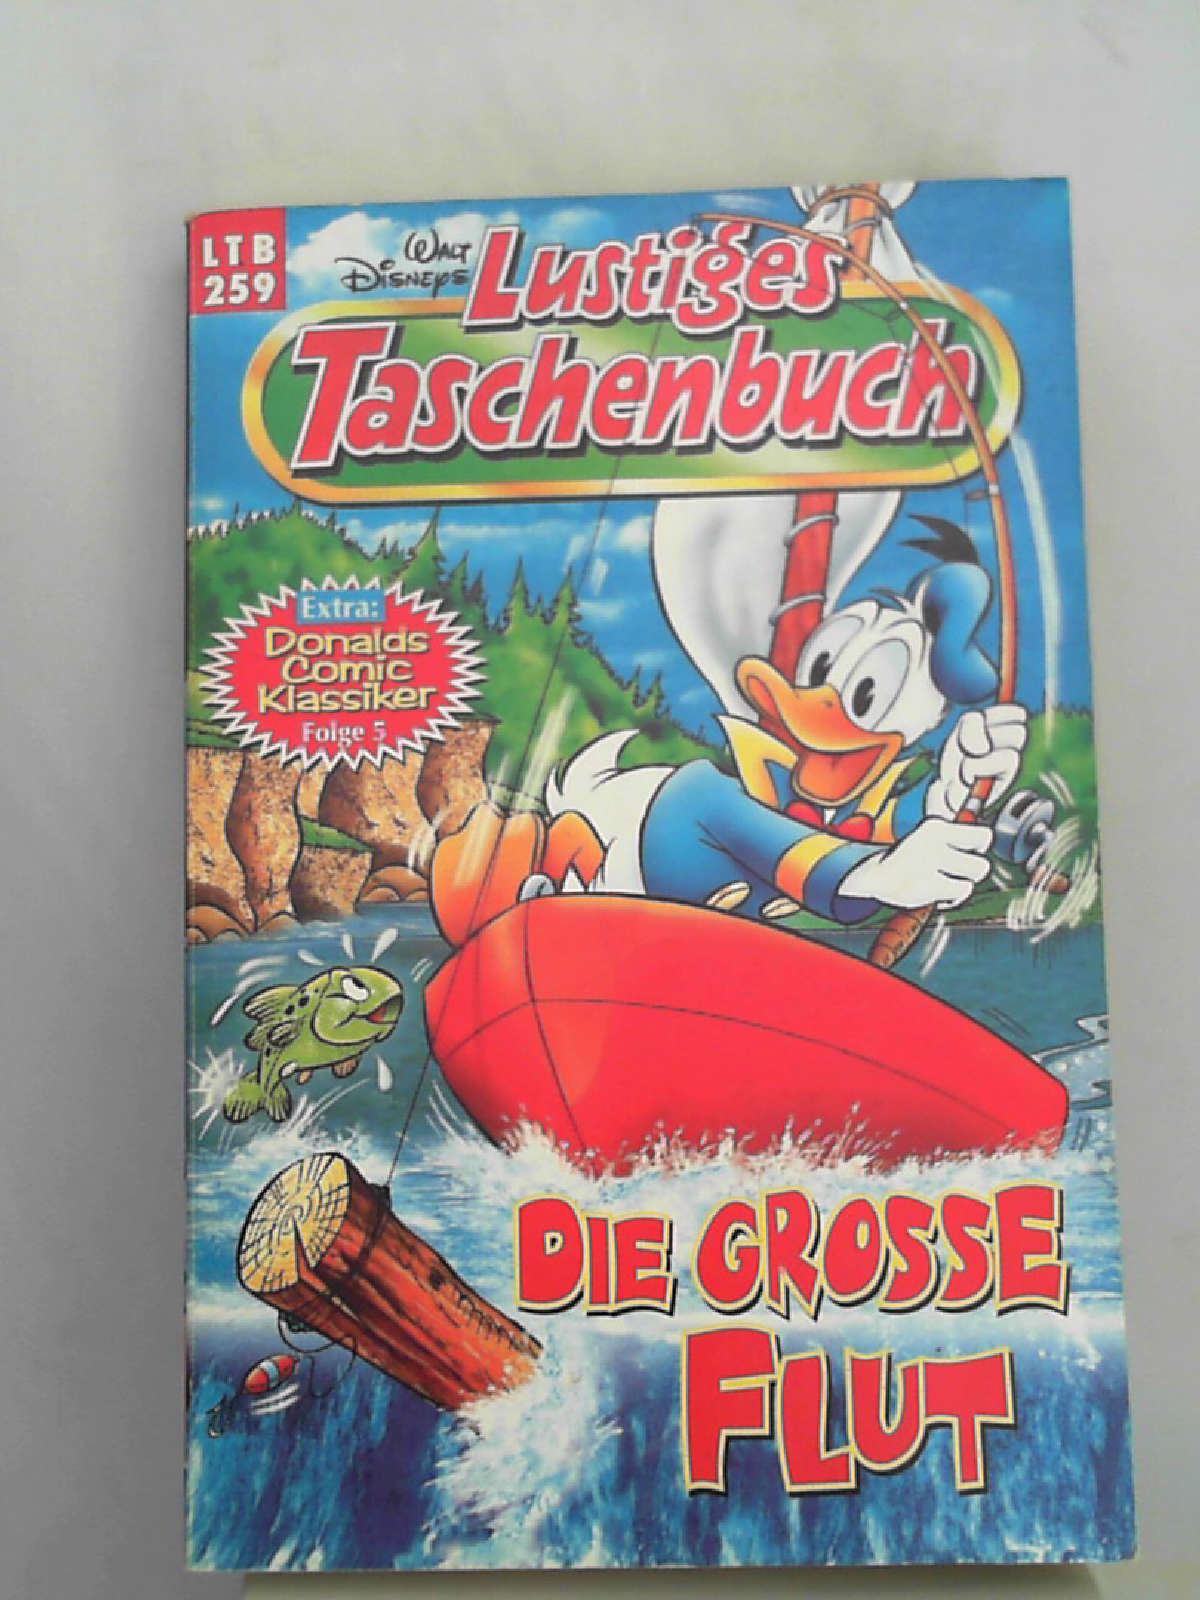 LTB
259
Walt
Disneys
Lustiges
Taschenbuch
Extra:
Donalds
Comic
Klassiker
Folge 5
DIE GROSSE
FLUT